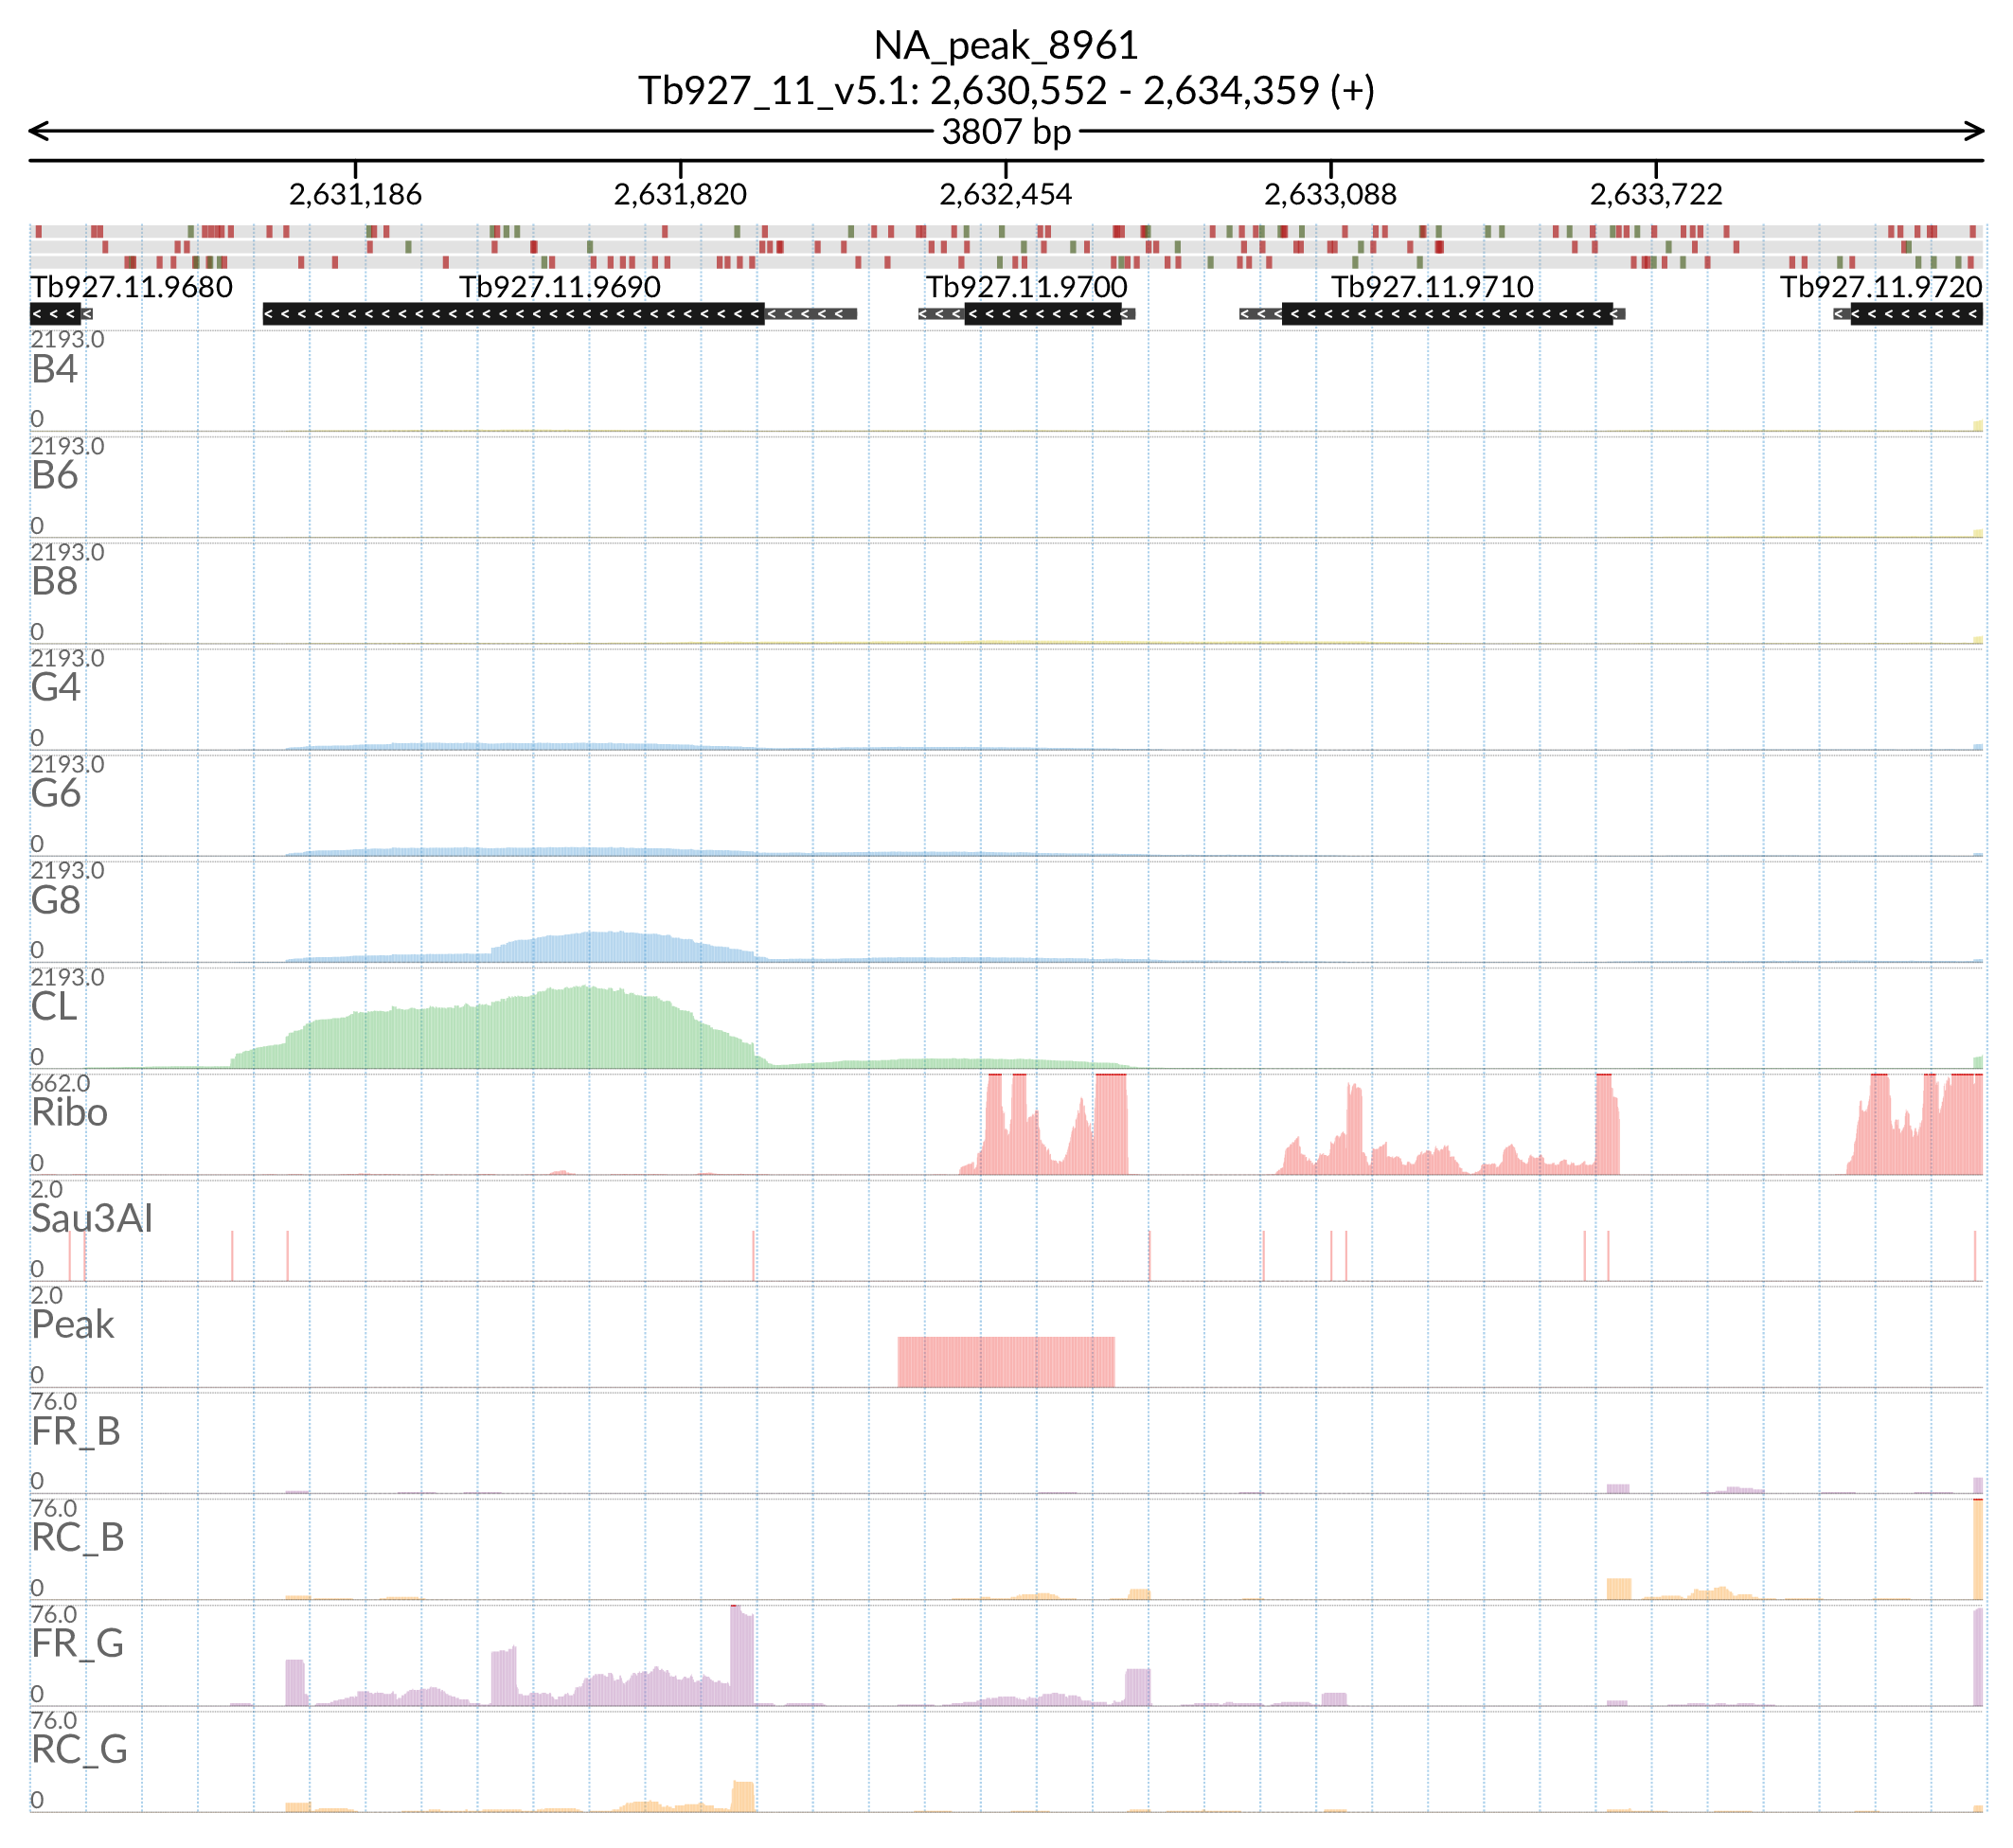 NA_peak_8961
Tb927_11_v5.1: 2,630,552 - 2,634,359 (+)
3807 bp
2,631,186 2,631,820 2,632,454 2,633,088 2,633,722
Tb927.11.9680 Tb927.11.9690 Tb927.11.9700 Tb927.11.9710 Tb927.11.9720
2193.0
B4
0
2193.0
B6
0
2193.0
B8
0
2193.0
G4
0
2193.0
G6
0
2193.0
G8
0
2193.0
CL
0
662.0
Ribo
0
2.0
Sau3AI
0
2.0
Peak
0
76.0
FR_B
0
76.0
RC_B
0
76.0
FR_G
0
76.0
RC_G
0